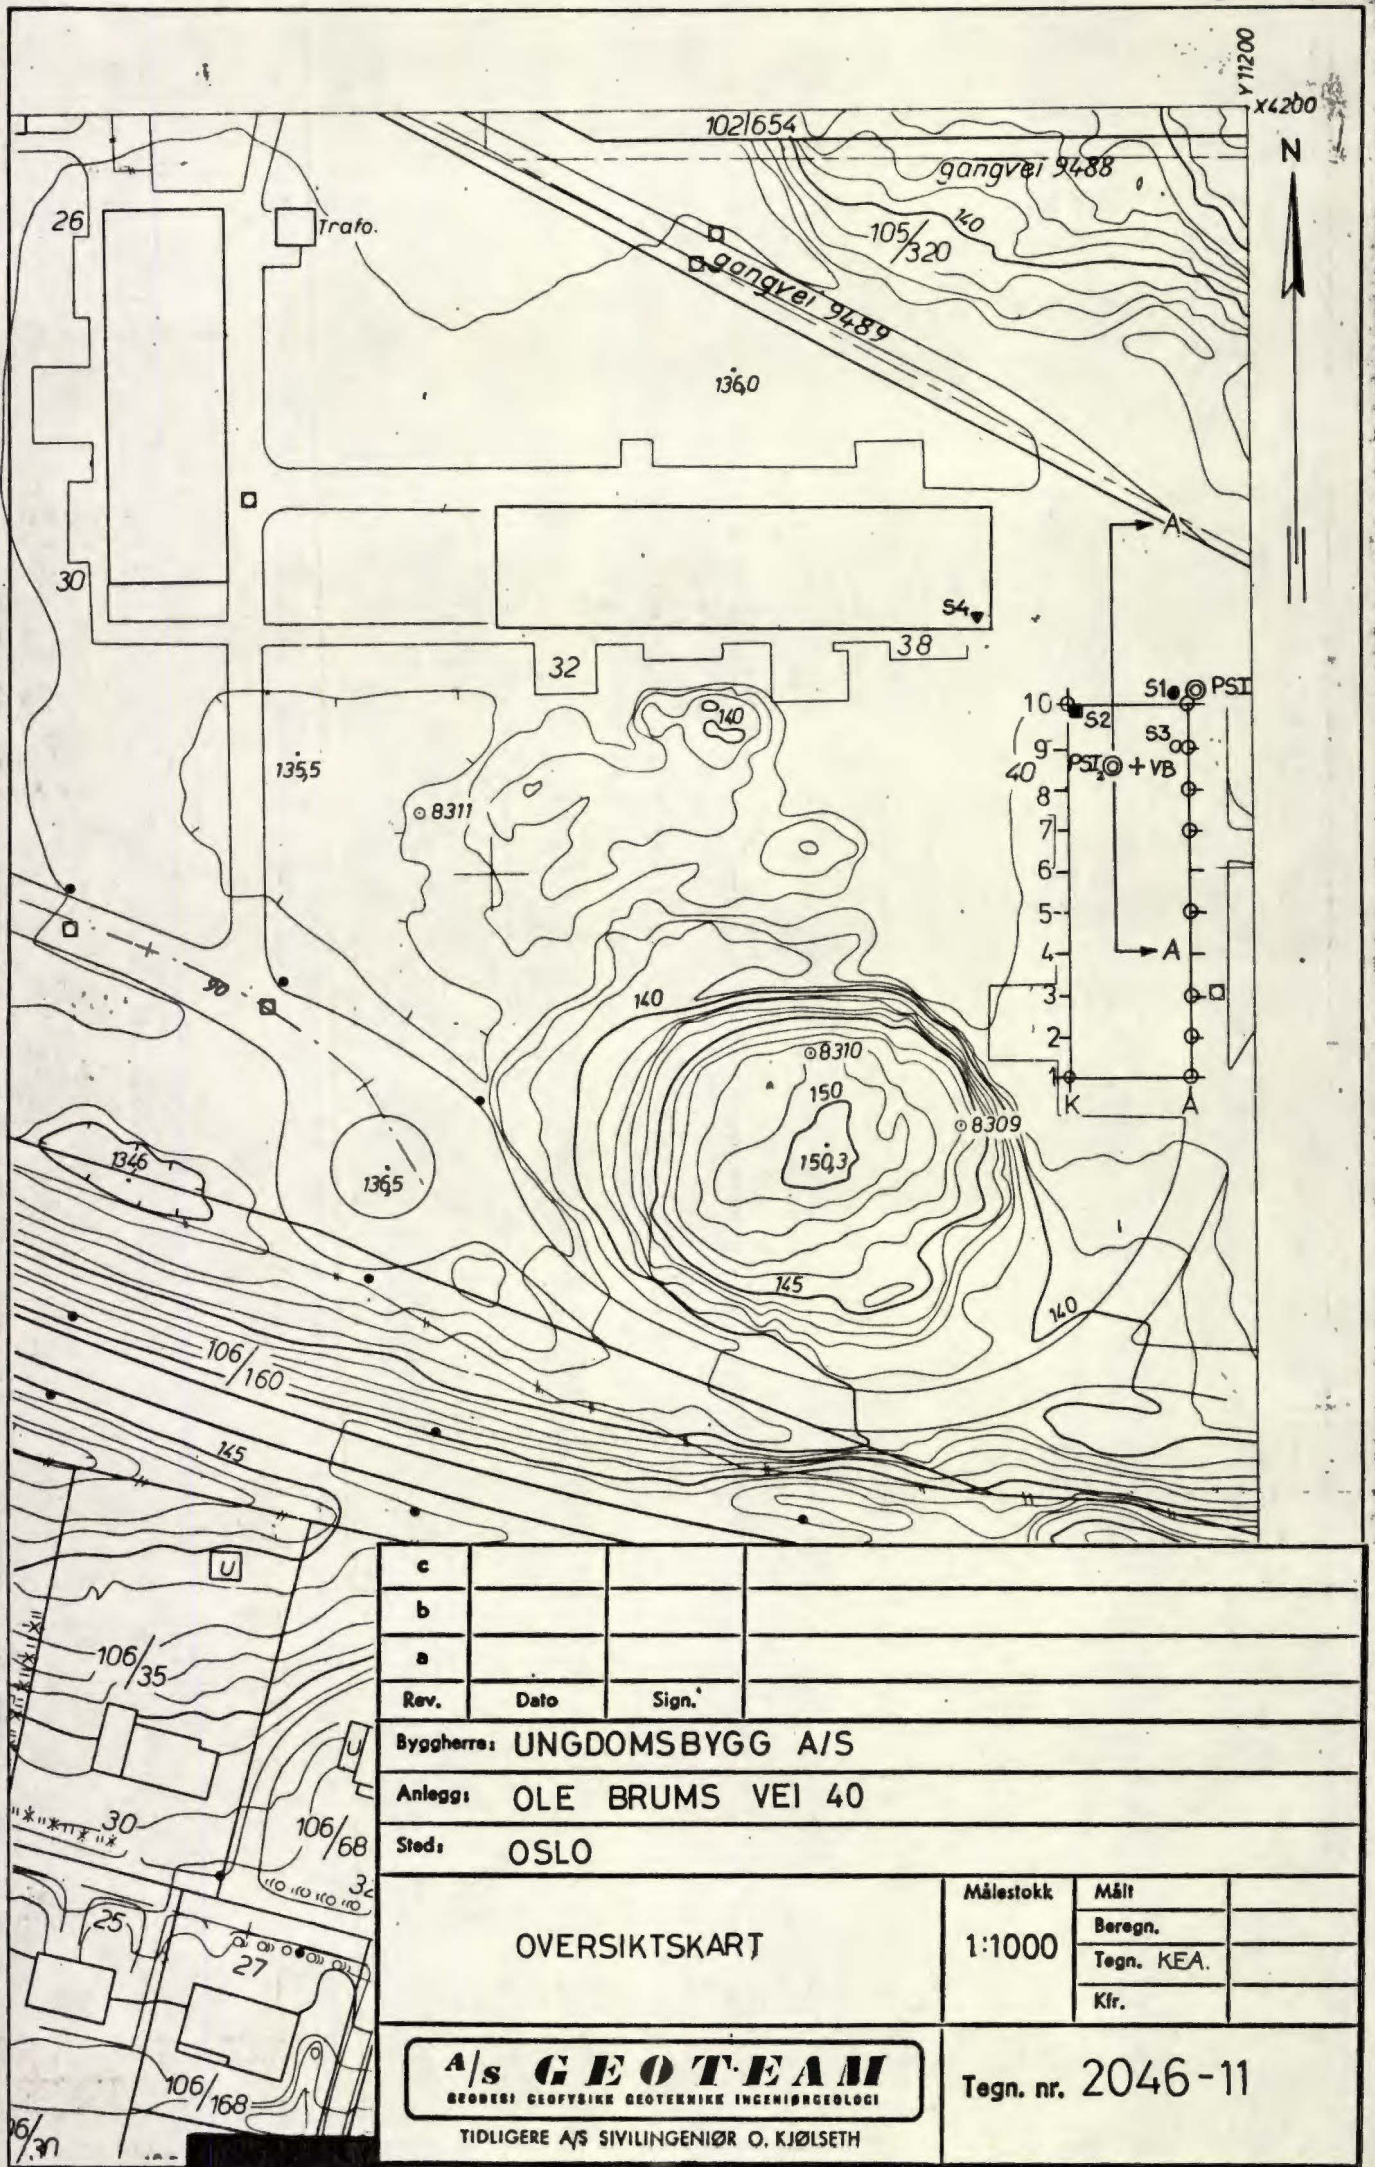 Y 11200
X4200
N
102/654
gangvei 9488
140
105/320
26
Trafo.
gangvei 9489
136,0
A
30
S4
32
38
10
S1
PSI
S2
140
9
S3
40
PSI2
+ VB
135,5
8
8311
7
6
5
4
A
90
140
3
2
8310
150
1
K
A
8309
134,6
136,5
150,3
145
140
106/160
145
U
106/35
U
30
106/68
32
25
27
106/168
c
b
a
Rev.
Dato
Sign.
Byggherre: UNGDOMSBYGG A/S
Anlegg: OLE BRUMS VEI 40
Sted: OSLO
OVERSIKTSKART
Målestokk
1:1000
Målt
Beregn.
Tegn. KEA.
Kfr.
A/s GEOTEAM
GEODESI GEOFYSIKK GEOTEKNIKK INGENIØRGEOLOGI
TIDLIGERE A/S SIVILINGENIØR O. KJØLSETH
Tegn. nr. 2046-11